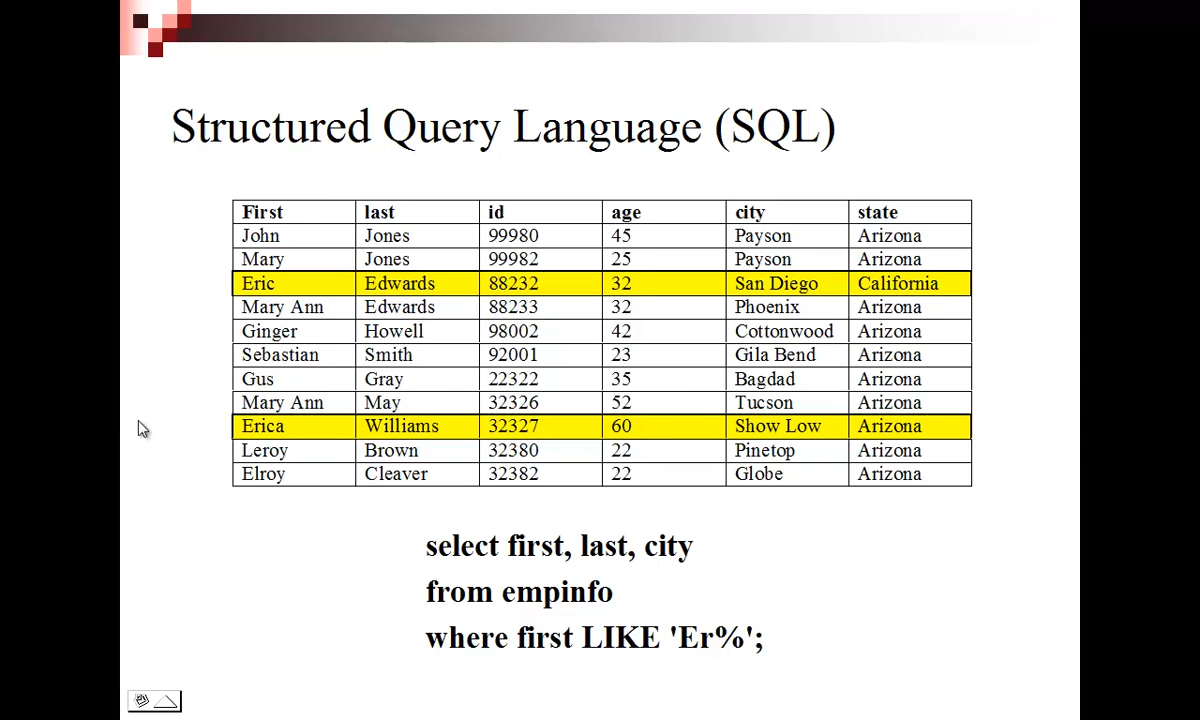 Structured Query Language (SQL)
First last id age city state
John Jones 99980 45 Payson Arizona
Mary Jones 99982 25 Payson Arizona
Eric Edwards 88232 32 San Diego California
Mary Ann Edwards 88233 32 Phoenix Arizona
Ginger Howell 98002 42 Cottonwood Arizona
Sebastian Smith 92001 23 Gila Bend Arizona
Gus Gray 22322 35 Bagdad Arizona
Mary Ann May 32326 52 Tucson Arizona
Erica Williams 32327 60 Show Low Arizona
Leroy Brown 32380 22 Pinetop Arizona
Elroy Cleaver 32382 22 Globe Arizona
select first, last, city
from empinfo
where first LIKE 'Er%';